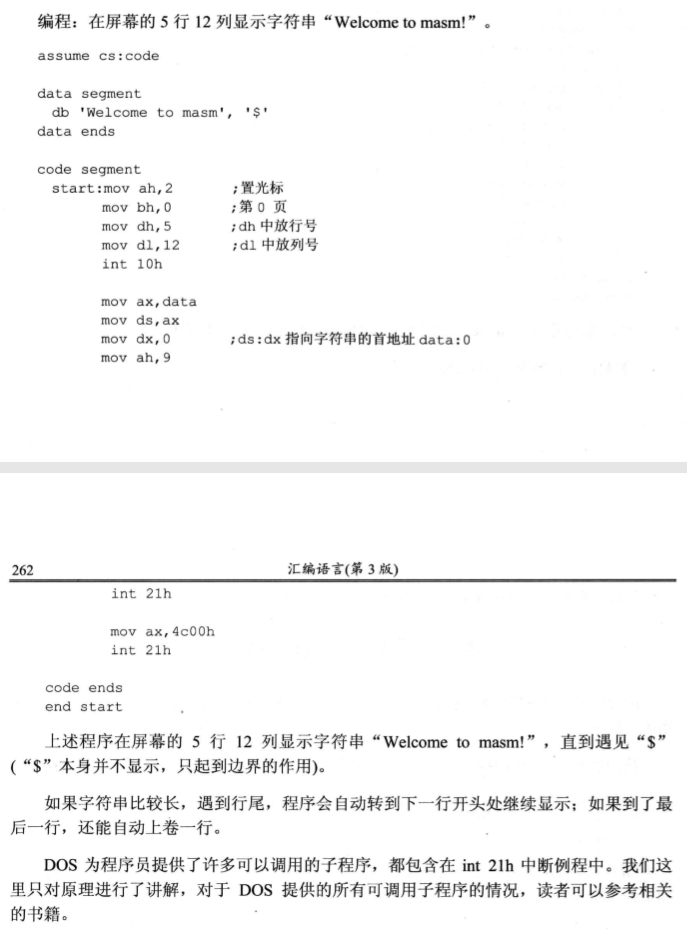 编程：在屏幕的 5 行 12 列显示字符串“Welcome to masm!”。
assume cs:code
data segment
db 'Welcome to masm', '$'
data ends
code segment
start:mov ah,2 ;置光标
mov bh,0 ;第 0 页
mov dh,5 ;dh 中放行号
mov dl,12 ;dl 中放列号
int 10h
mov ax,data
mov ds,ax
mov dx,0 ;ds:dx 指向字符串的首地址 data:0
mov ah,9
262 汇编语言(第 3 版)
int 21h
mov ax,4c00h
int 21h
code ends
end start
上述程序在屏幕的 5 行 12 列显示字符串“Welcome to masm!”，直到遇见“$”
(“$”本身并不显示，只起到边界的作用)。
如果字符串比较长，遇到行尾，程序会自动转到下一行开头处继续显示；如果到了最
后一行，还能自动上卷一行。
DOS 为程序员提供了许多可以调用的子程序，都包含在 int 21h 中断例程中。我们这
里只对原理进行了讲解，对于 DOS 提供的所有可调用子程序的情况，读者可以参考相关
的书籍。